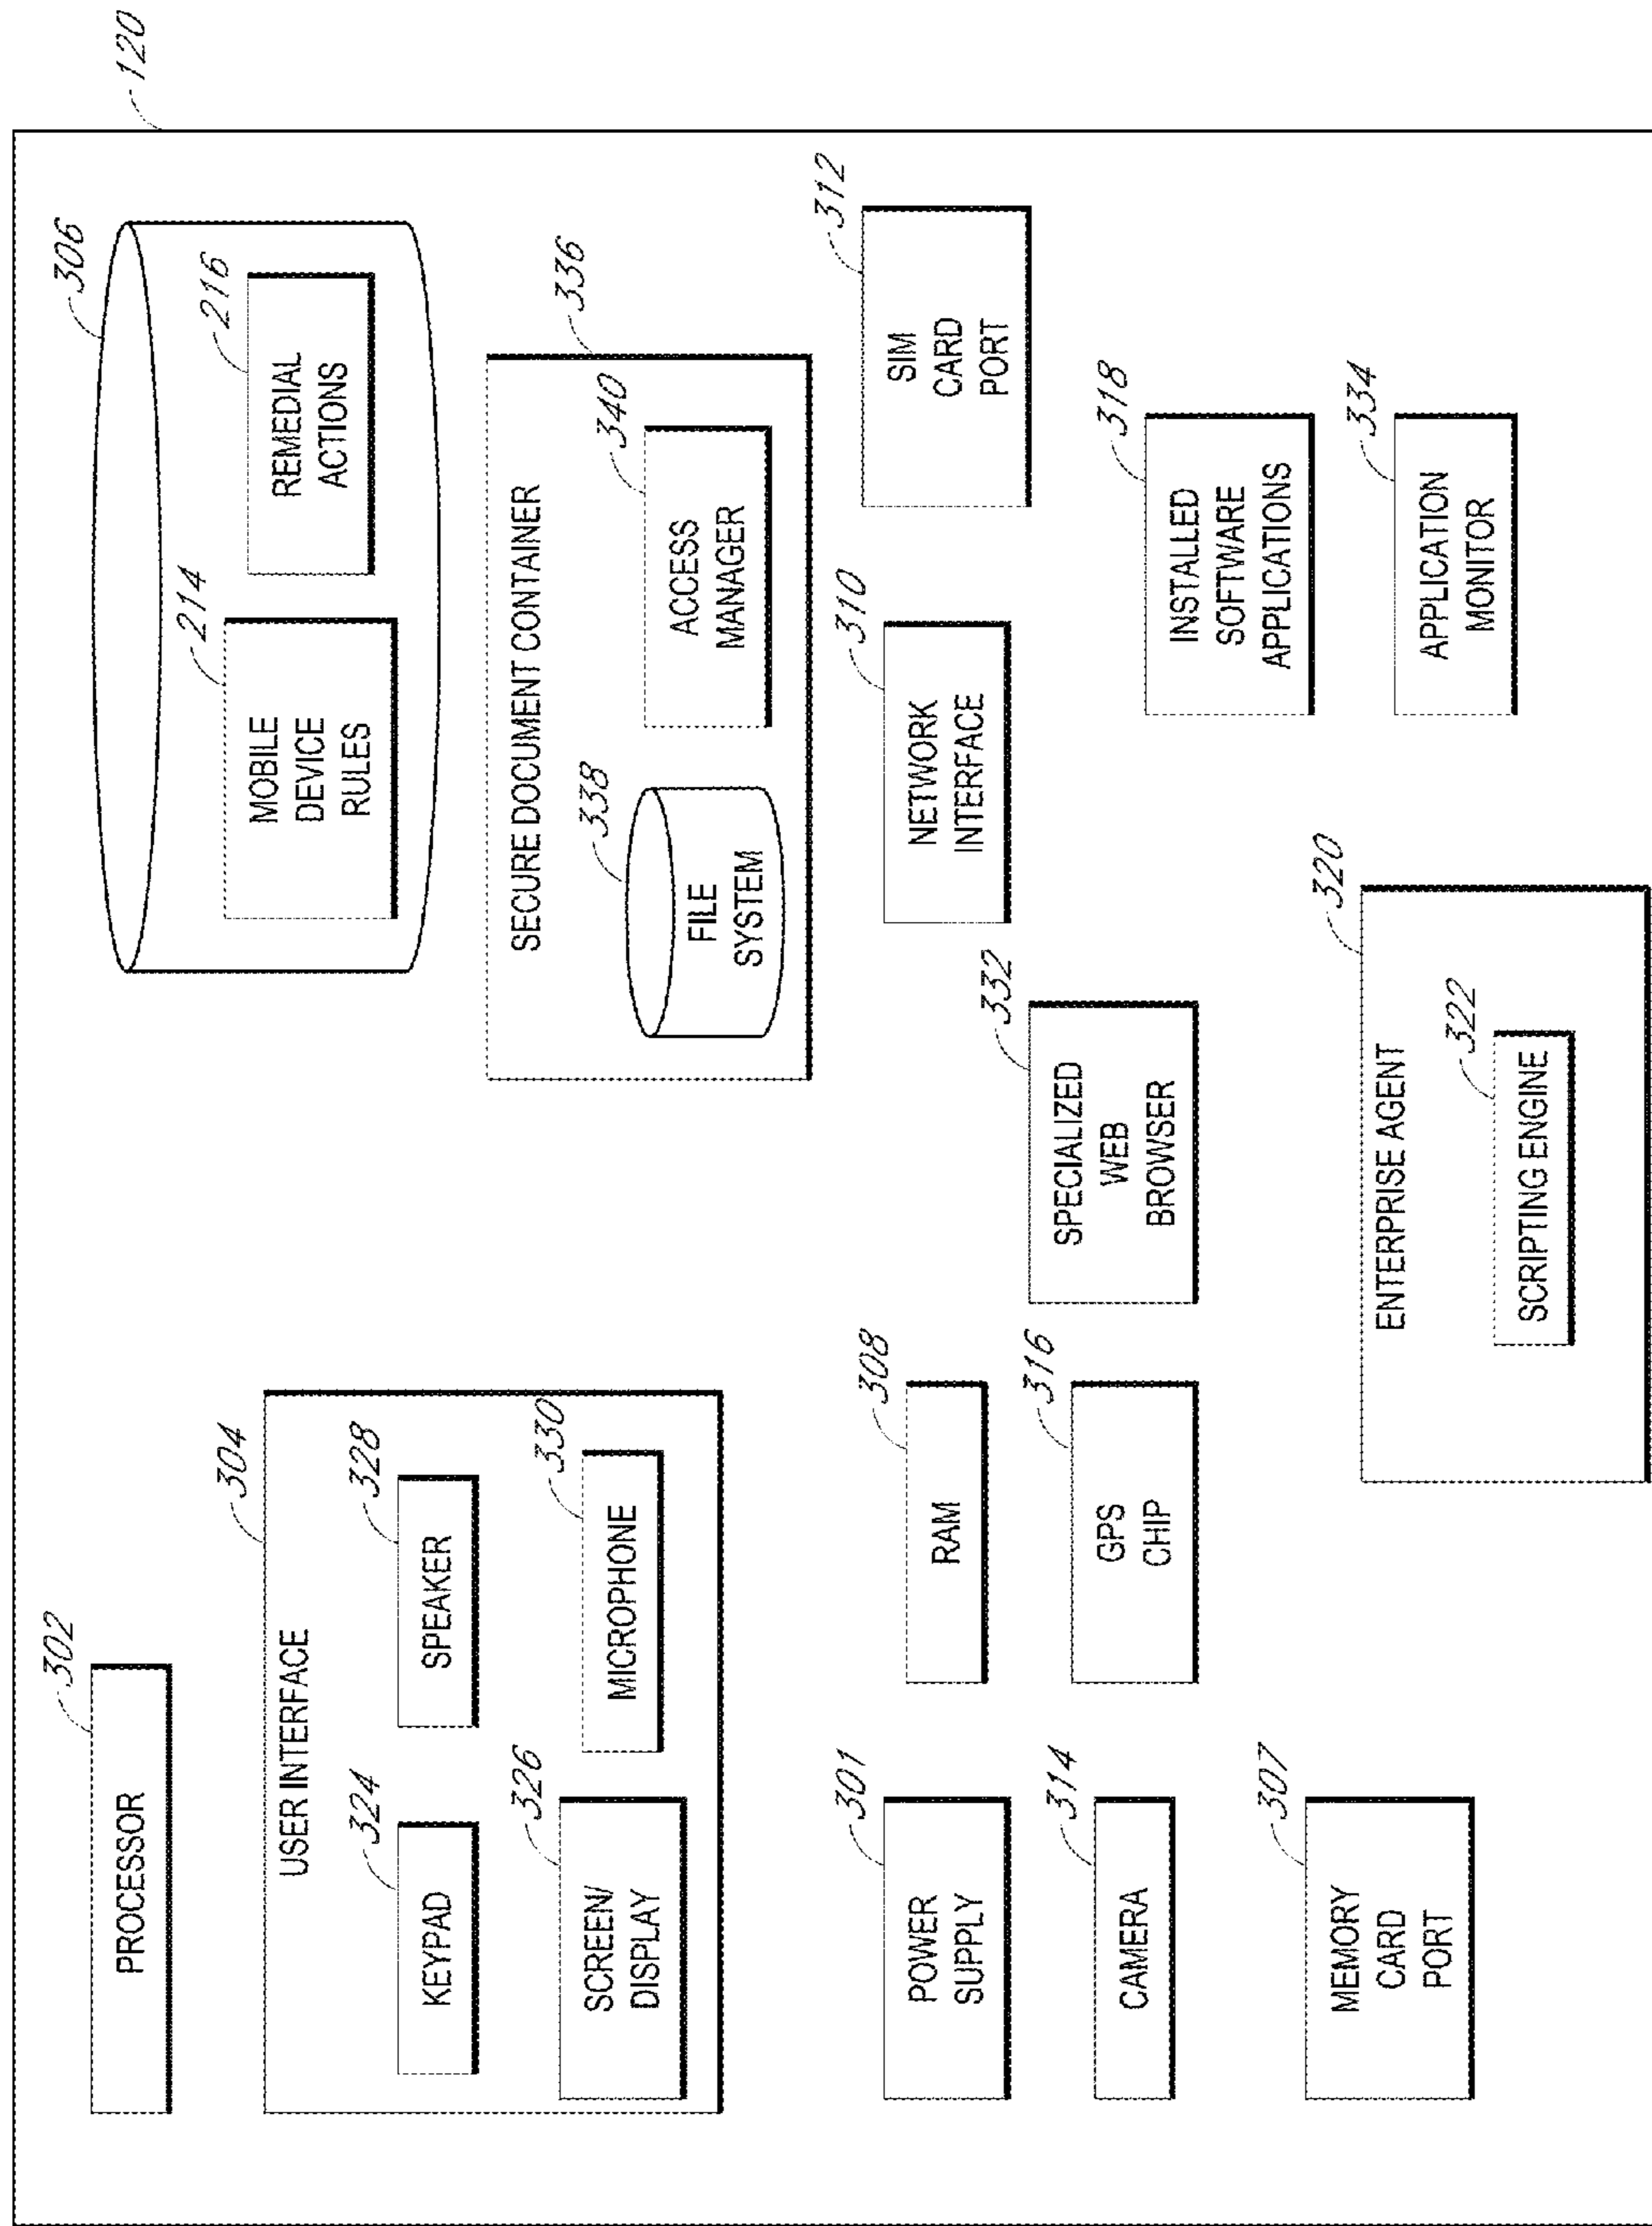 120
302
PROCESSOR
304
USER INTERFACE
324
KEYPAD
328
SPEAKER
326
SCREEN/
DISPLAY
330
MICROPHONE
306
214
MOBILE
DEVICE
RULES
216
REMEDIAL
ACTIONS
336
SECURE DOCUMENT CONTAINER
338
FILE
SYSTEM
340
ACCESS
MANAGER
301
POWER
SUPPLY
308
RAM
310
NETWORK
INTERFACE
312
SIM
CARD
PORT
314
CAMERA
316
GPS
CHIP
332
SPECIALIZED
WEB
BROWSER
318
INSTALLED
SOFTWARE
APPLICATIONS
307
MEMORY
CARD
PORT
320
ENTERPRISE AGENT
322
SCRIPTING ENGINE
334
APPLICATION
MONITOR